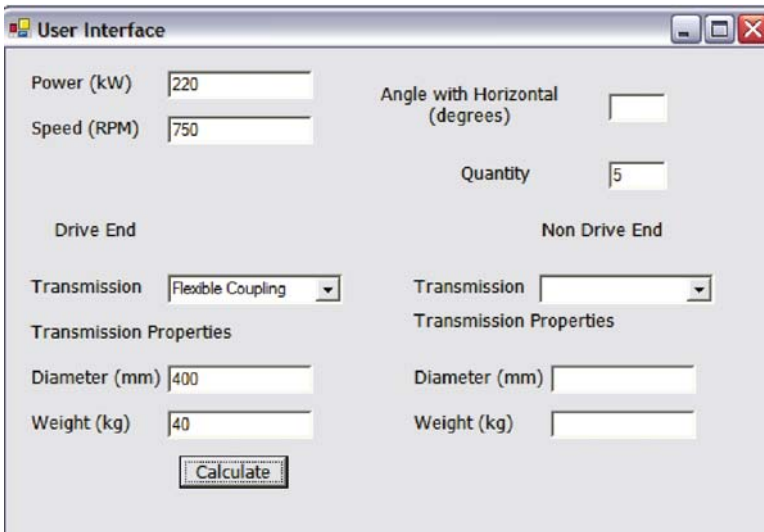 User Interface
Power (kW) 220
Speed (RPM) 750
Angle with Horizontal
(degrees)
Quantity 5
Drive End
Non Drive End
Transmission Flexible Coupling
Transmission
Transmission Properties
Transmission Properties
Diameter (mm) 400
Diameter (mm)
Weight (kg) 40
Weight (kg)
Calculate